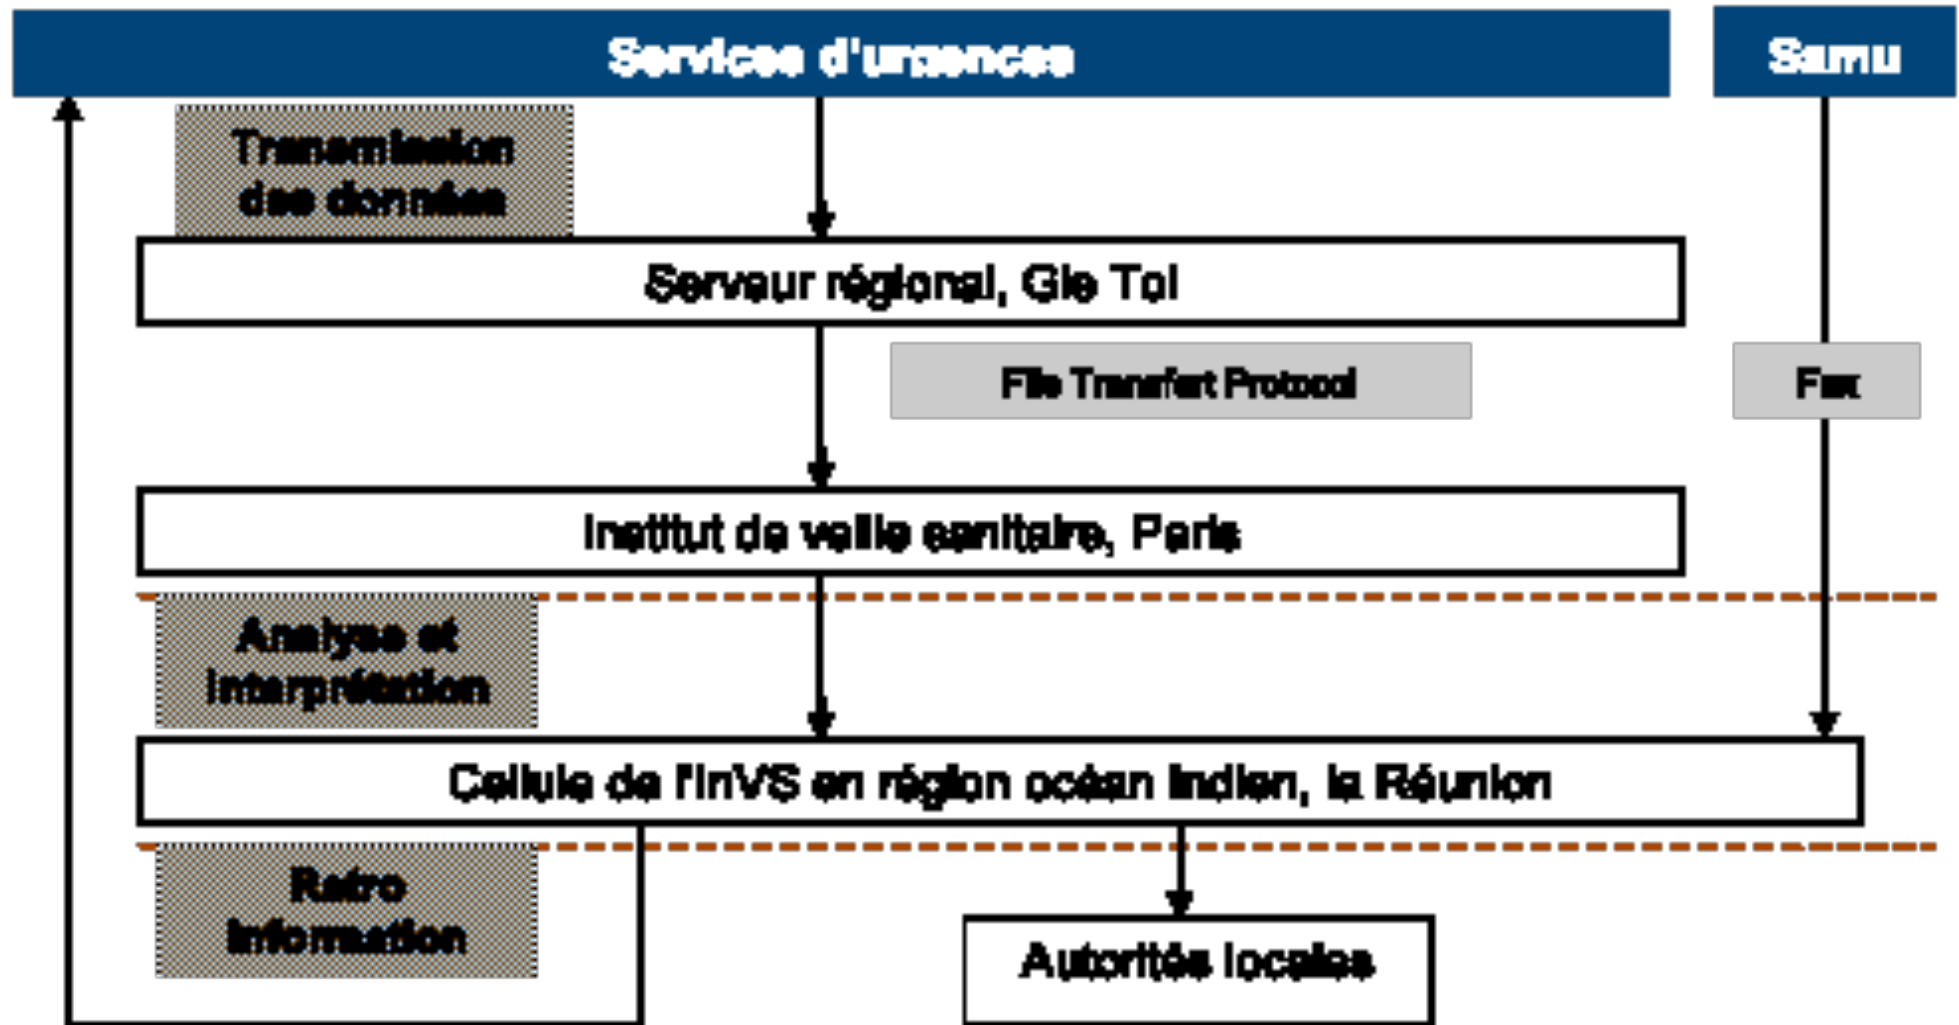 Services d'urgences
Samu
Transmission
des données
Serveur régional, Gie Toi
File Transfert Protocol
Fax
Institut de veille sanitaire, Paris
Analyse et
Interprétation
Cellule de l'InVS en région océan Indien, la Réunion
Retro
Information
Autorités locales